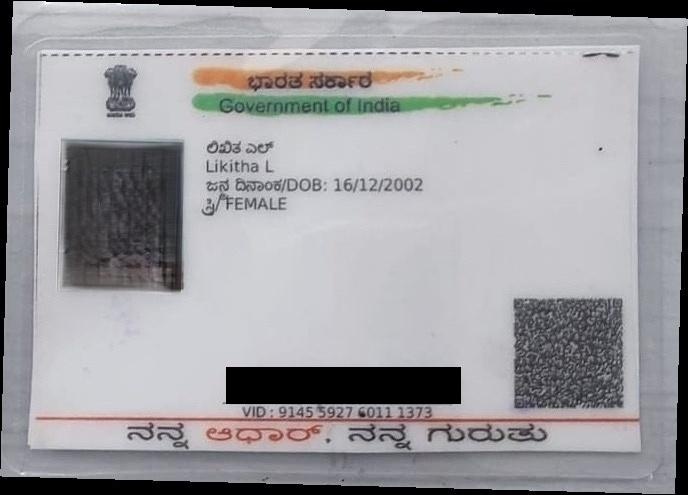 ಭಾರತ ಸರ್ಕಾರ
Government of India
ಲಿಖಿತ ಎಲ್
Likitha L
ಜನ್ಮ ದಿನಾಂಕ/DOB: 16/12/2002
ಸ್ತ್ರೀ/FEMALE
VID : 9145 5927 6011 1373
ನನ್ನ ಆಧಾರ್, ನನ್ನ ಗುರುತು